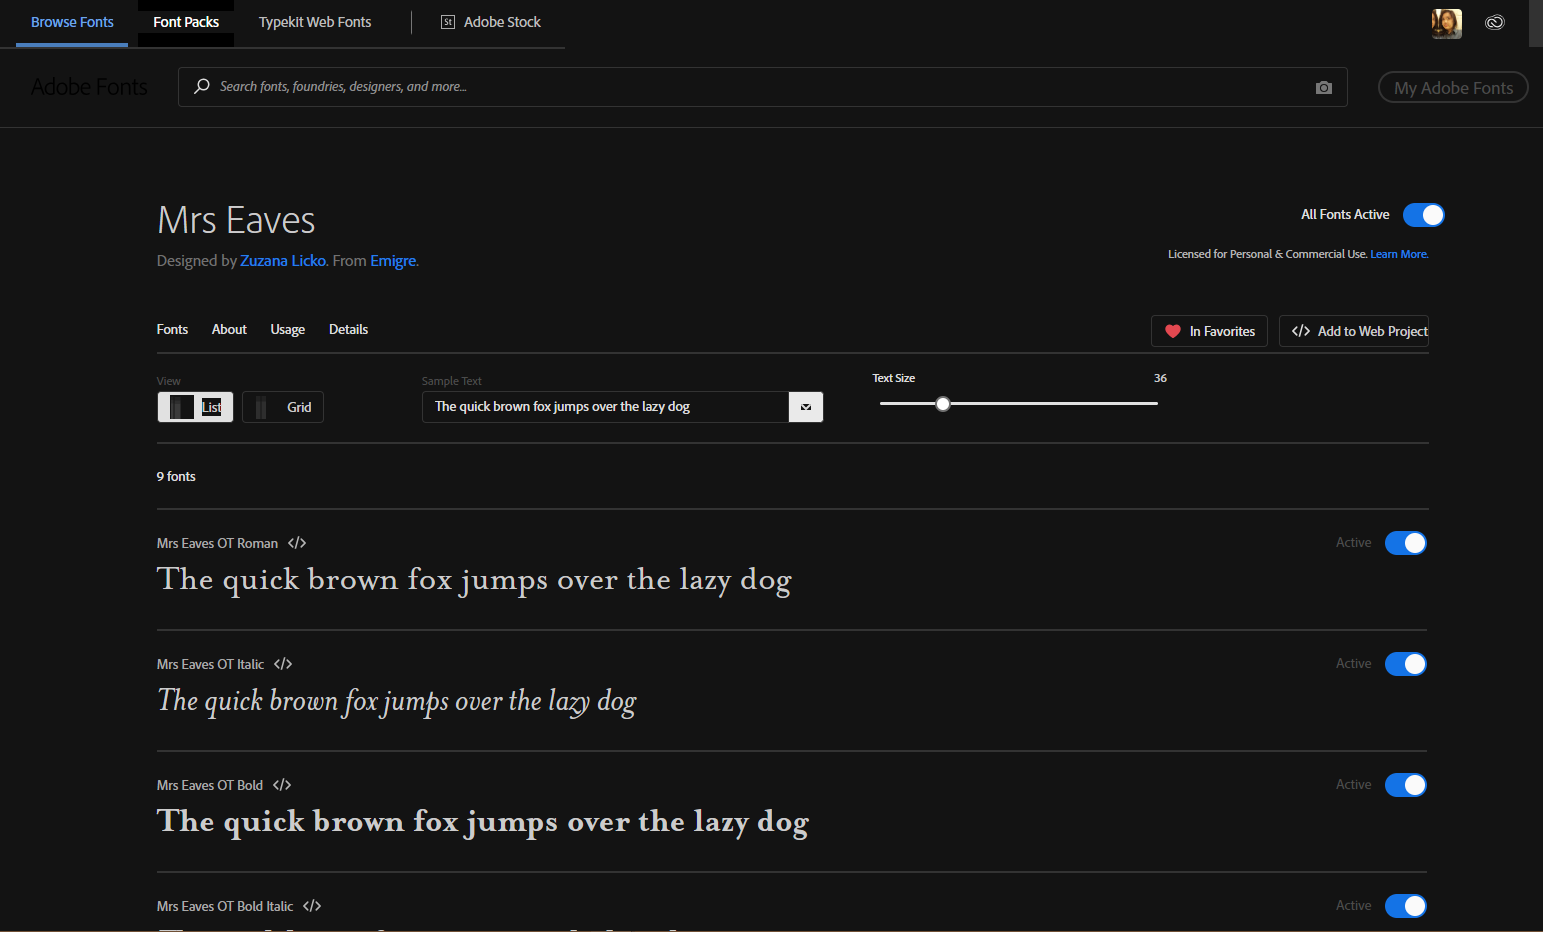 Browse Fonts Font Packs Typekit Web Fonts St Adobe Stock
Adobe Fonts Search fonts, foundries, designers, and more... My Adobe Fonts
Mrs Eaves
All Fonts Active
Designed by Zuzana Licko. From Emigre.
Licensed for Personal & Commercial Use. Learn More.
Fonts About Usage Details
In Favorites </> Add to Web Project
View Sample Text Text Size 36
List Grid The quick brown fox jumps over the lazy dog
9 fonts
Mrs Eaves OT Roman </> Active
The quick brown fox jumps over the lazy dog
Mrs Eaves OT Italic </> Active
The quick brown fox jumps over the lazy dog
Mrs Eaves OT Bold </> Active
The quick brown fox jumps over the lazy dog
Mrs Eaves OT Bold Italic </> Active